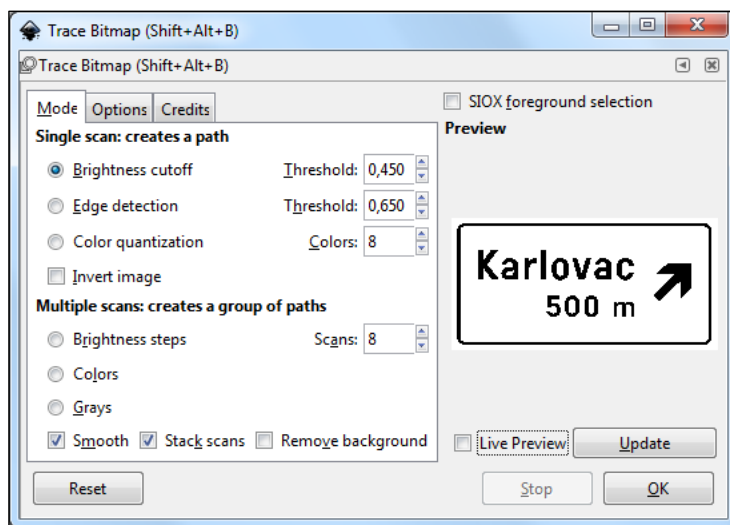 Trace Bitmap (Shift+Alt+B)
Trace Bitmap (Shift+Alt+B)
Mode Options Credits
Single scan: creates a path
Brightness cutoff Threshold: 0,450
Edge detection Threshold: 0,650
Color quantization Colors: 8
Invert image
Multiple scans: creates a group of paths
Brightness steps Scans: 8
Colors
Grays
Smooth Stack scans Remove background
SIOX foreground selection
Preview
Karlovac
500 m
Live Preview Update
Reset Stop OK